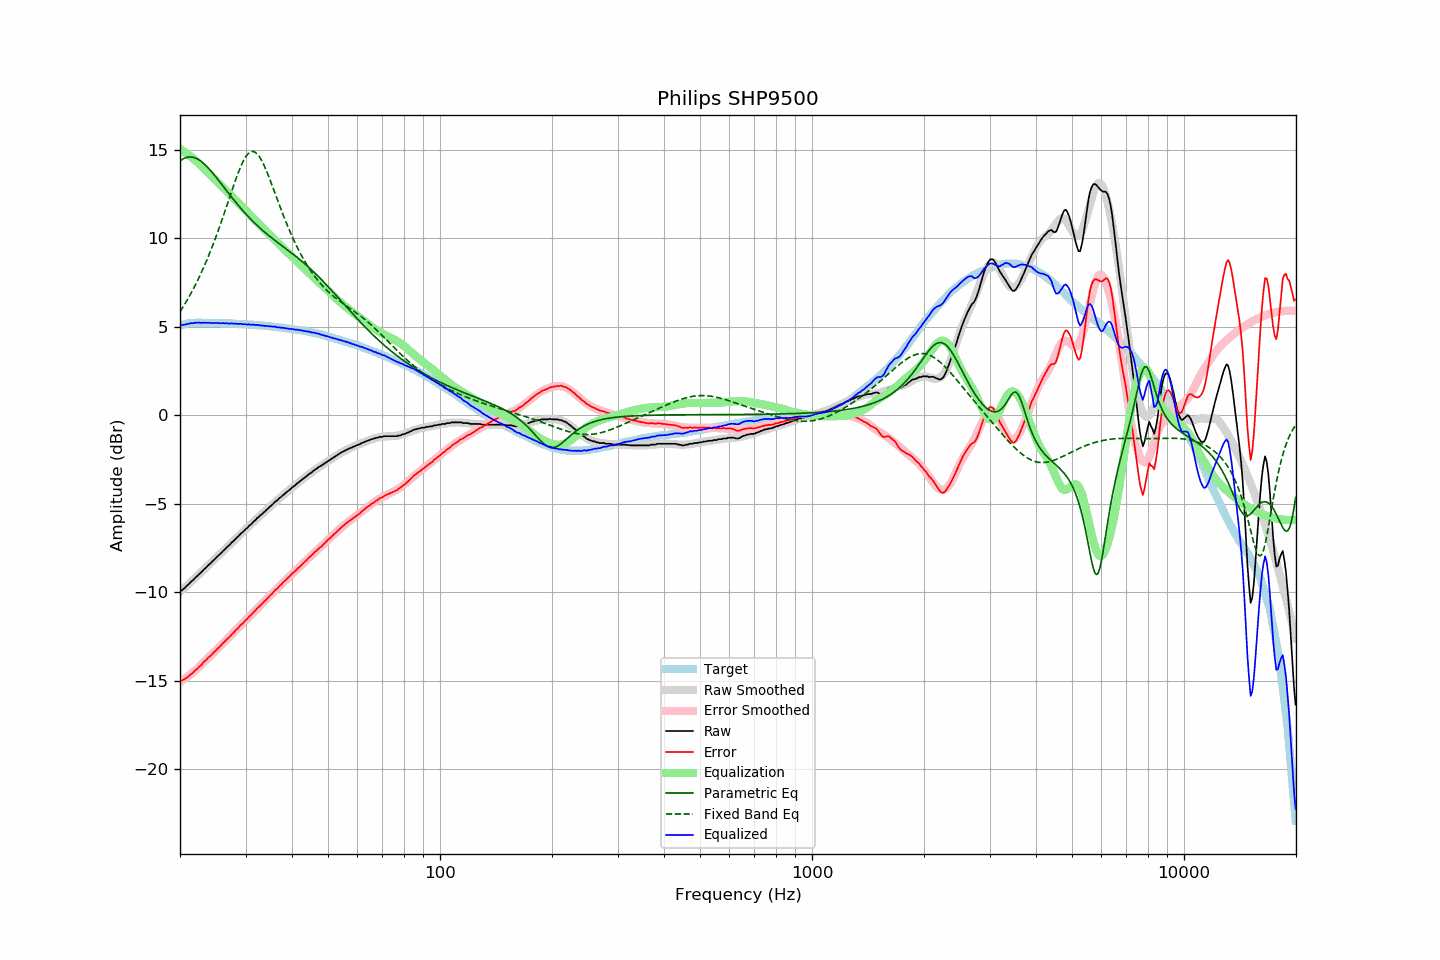 Philips SHP9500
Amplitude (dBr)
15
10
5
0
−5
−10
−15
−20
Target
Raw Smoothed
Error Smoothed
Raw
Error
Equalization
Parametric Eq
Fixed Band Eq
Equalized
100
1000
10000
Frequency (Hz)